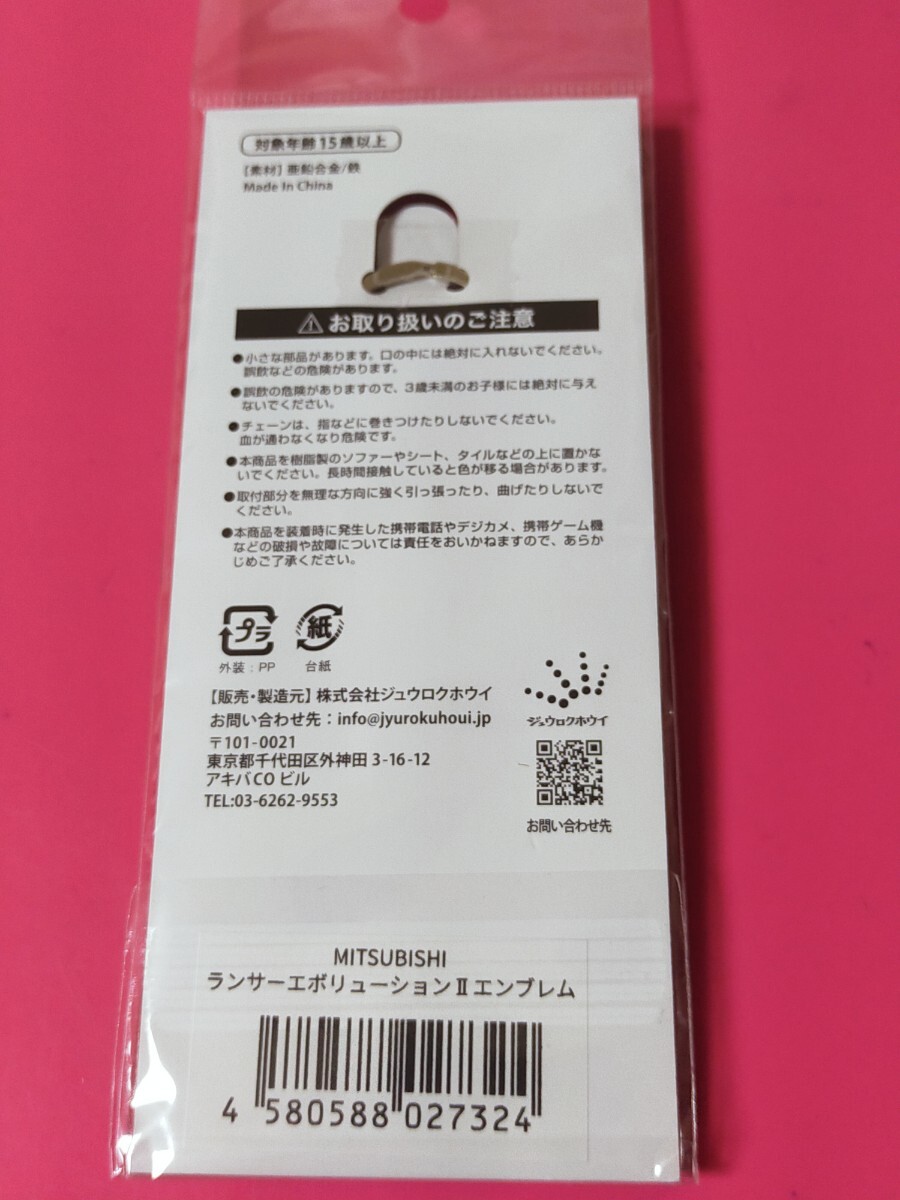 対象年齢15歳以上
【素材】亜鉛合金/鉄
Made In China
⚠お取り扱いのご注意
●小さな部品があります。口の中には絶対に入れないでください。
誤飲などの危険があります。
●誤飲の危険がありますので、3歳未満のお子様には絶対に与え
ないでください。
●チェーンは、指などに巻きつけたりしないでください。
血が通わなくなり危険です。
●本商品を樹脂製のソファーやシート、タイルなどの上に置かな
いでください。長時間接触していると色が移る場合があります。
●取付部分を無理な方向に強く引っ張ったり、曲げたりしないで
ください。
●本商品を装着時に発生した携帯電話やデジカメ、携帯ゲーム機
などの破損や故障については責任をおいかねますので、あらか
じめご了承ください。
プラ 紙
外装:PP 台紙
【販売・製造元】株式会社ジュウロクホウイ
お問い合わせ先:info@jyurokuhoui.jp
〒101-0021
東京都千代田区外神田 3-16-12
アキバCO ビル
TEL:03-6262-9553
ジュウロクホウイ
お問い合わせ先
MITSUBISHI
ランサーエボリューションⅡエンブレム
4 580588 027324